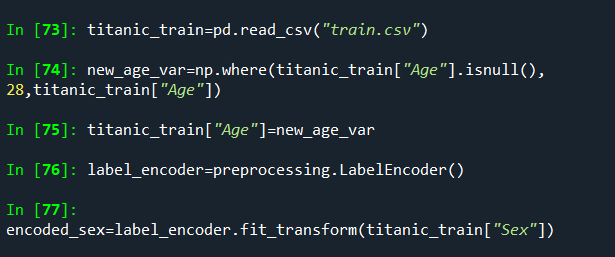 In [73]: titanic_train=pd.read_csv("train.csv")
In [74]: new_age_var=np.where(titanic_train["Age"].isnull(),
28,titanic_train["Age"])
In [75]: titanic_train["Age"]=new_age_var
In [76]: label_encoder=preprocessing.LabelEncoder()
In [77]:
encoded_sex=label_encoder.fit_transform(titanic_train["Sex"])